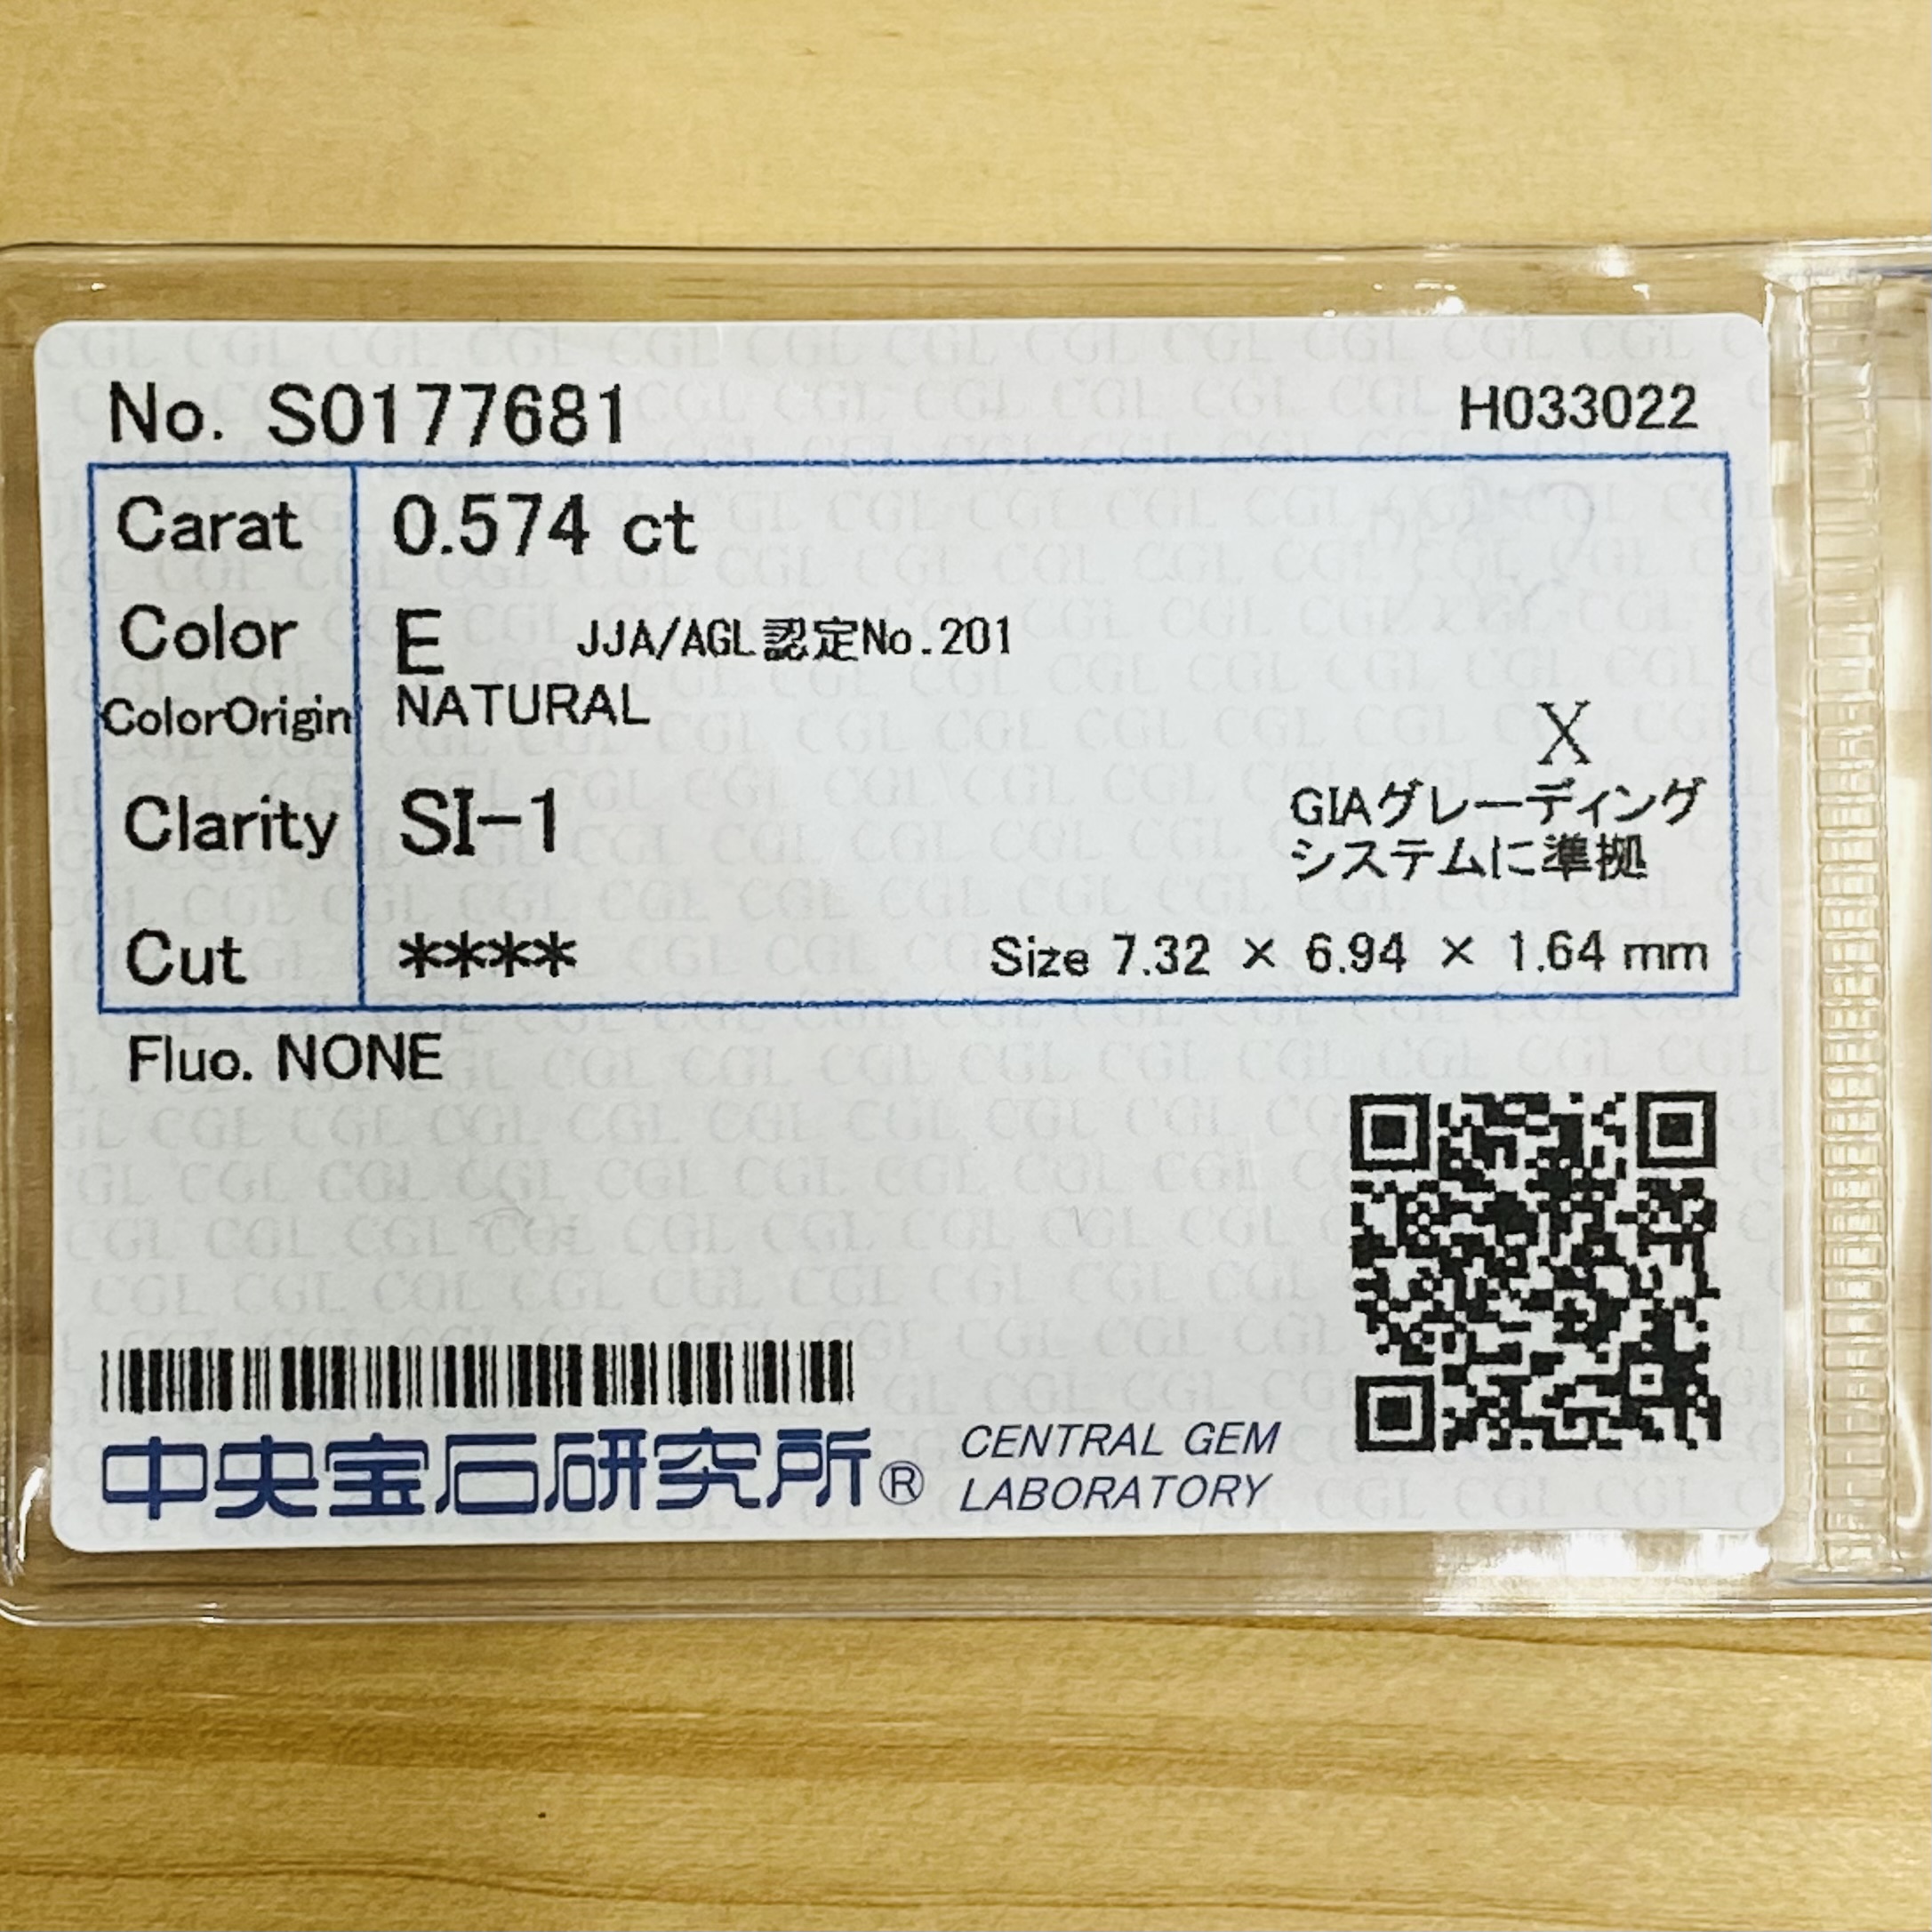 No. S0177681
H033022
Carat 0.574 ct
Color E JJA/AGL認定No.201
ColorOrigin NATURAL
X
Clarity SI-1
GIAグレーディング
システムに準拠
Cut **** Size 7.32 × 6.94 × 1.64 mm
Fluo. NONE
中央宝石研究所® CENTRAL GEM
LABORATORY